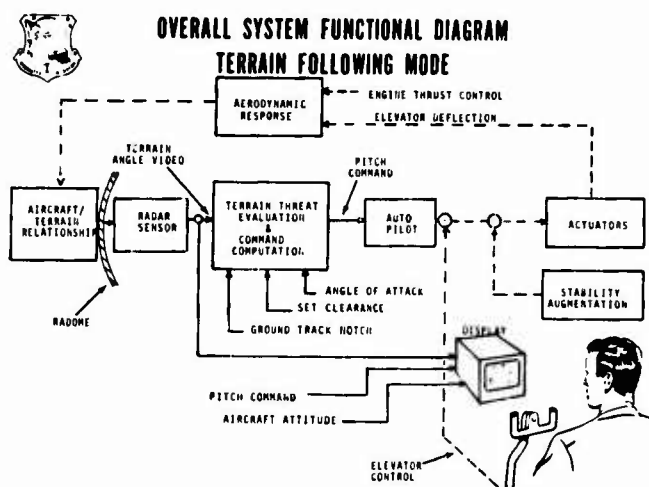 OVERALL SYSTEM FUNCTIONAL DIAGRAM
TERRAIN FOLLOWING MODE
AERODYNAMIC
RESPONSE
ENGINE THRUST CONTROL
ELEVATOR DEFLECTION
TERRAIN
ANGLE VIDEO
PITCH
COMMAND
AIRCRAFT/
TERRAIN
RELATIONSHIP
RADAR
SENSOR
TERRAIN THREAT
EVALUATION
&
COMMAND
COMPUTATION
AUTO
PILOT
ACTUATORS
ANGLE OF ATTACK
SET CLEARANCE
GROUND TRACK NOTCH
STABILITY
AUGMENTATION
RADOME
DISPLAY
PITCH COMMAND
AIRCRAFT ATTITUDE
ELEVATOR
CONTROL